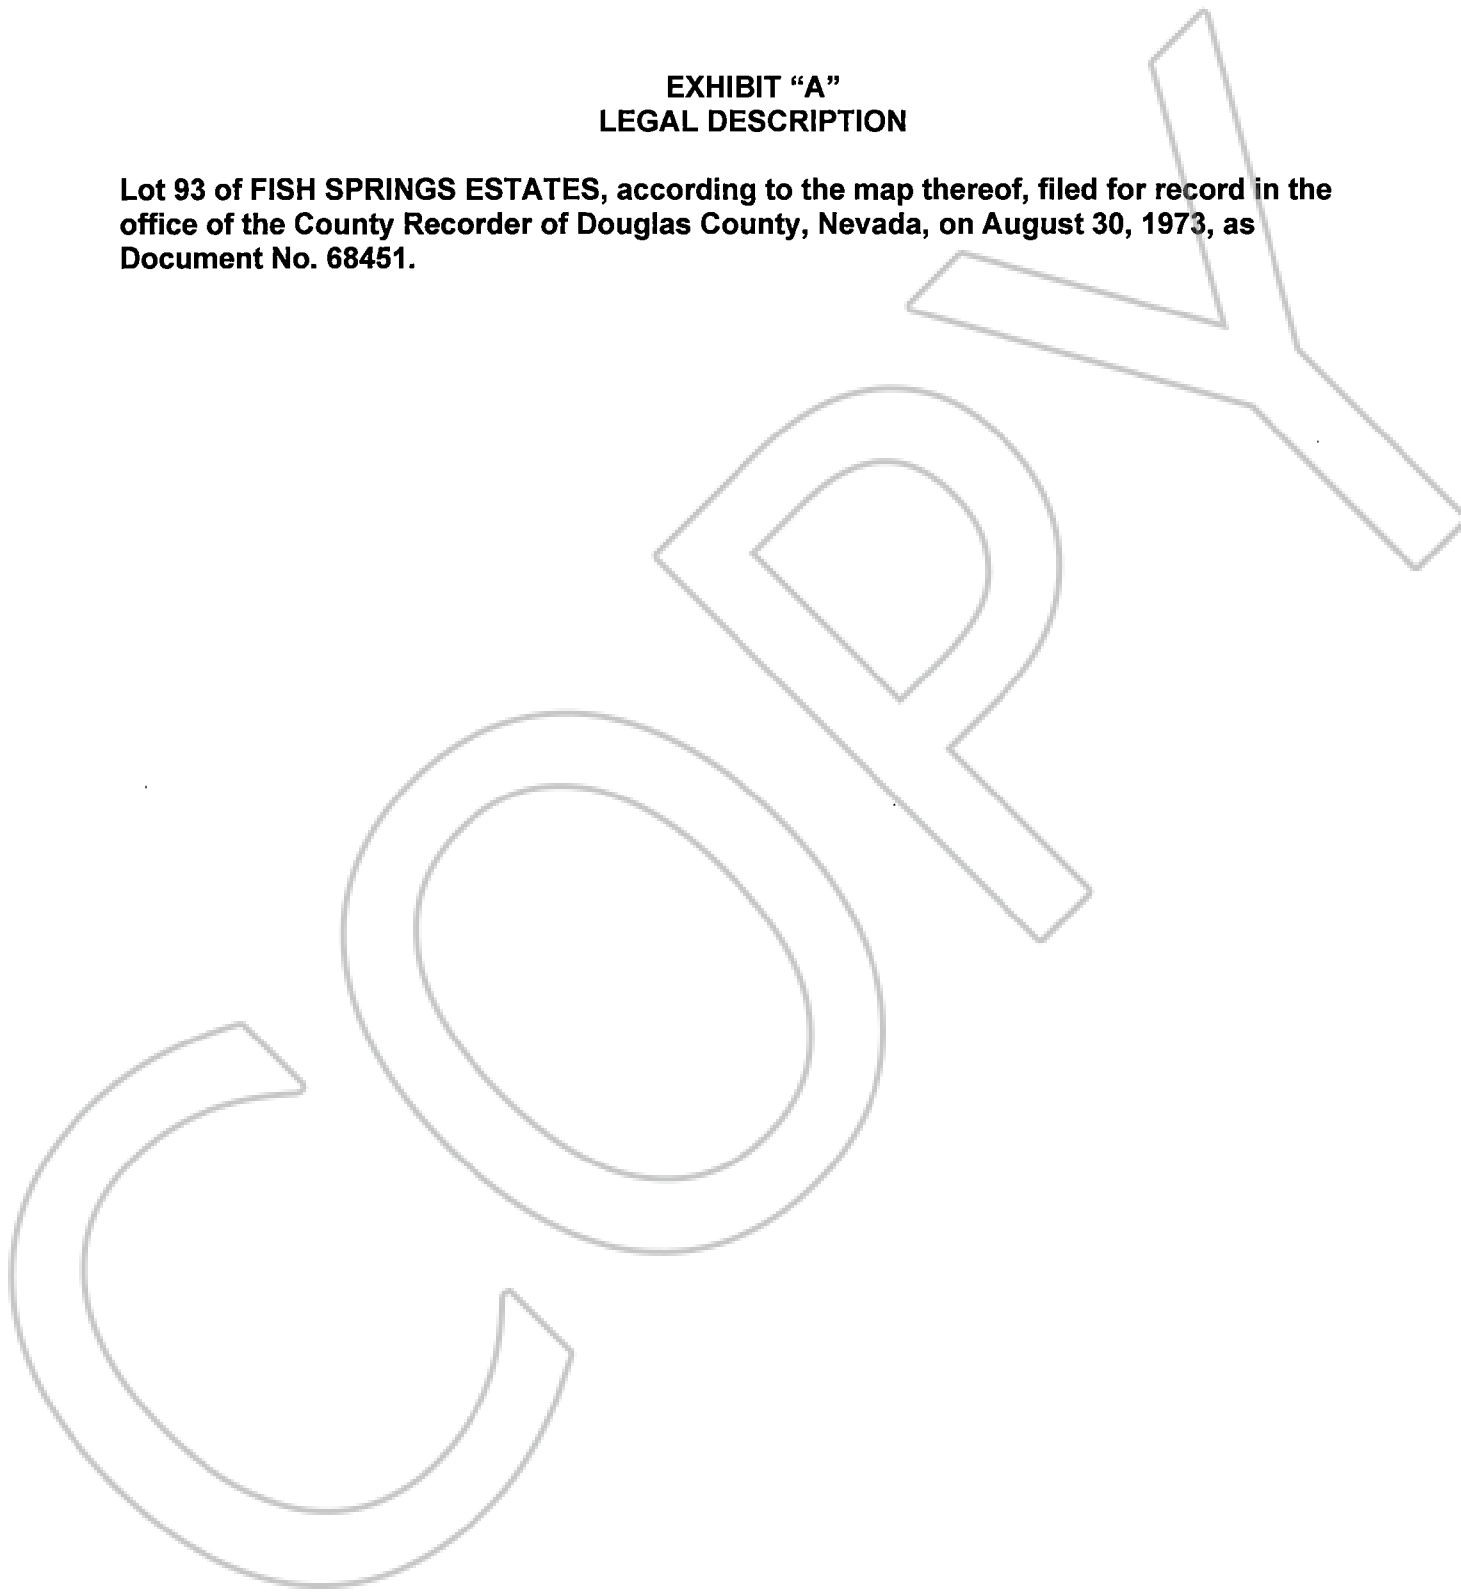 EXHIBIT “A”
LEGAL DESCRIPTION
Lot 93 of FISH SPRINGS ESTATES, according to the map thereof, filed for record in the
office of the County Recorder of Douglas County, Nevada, on August 30, 1973, as
Document No. 68451.
COPY